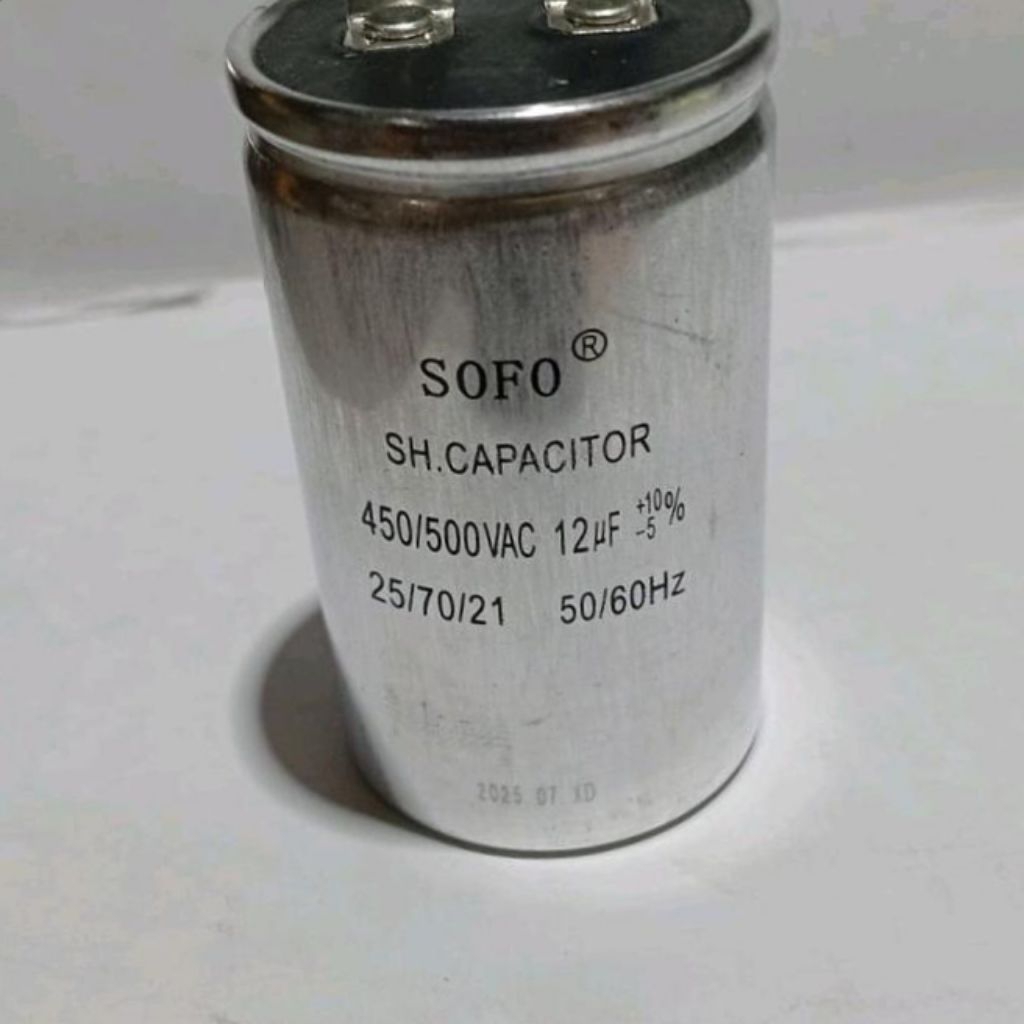 SOFO®
SH.CAPACITOR
450/500VAC 12μF +10 -5 %
25/70/21 50/60Hz
2025 07 XD